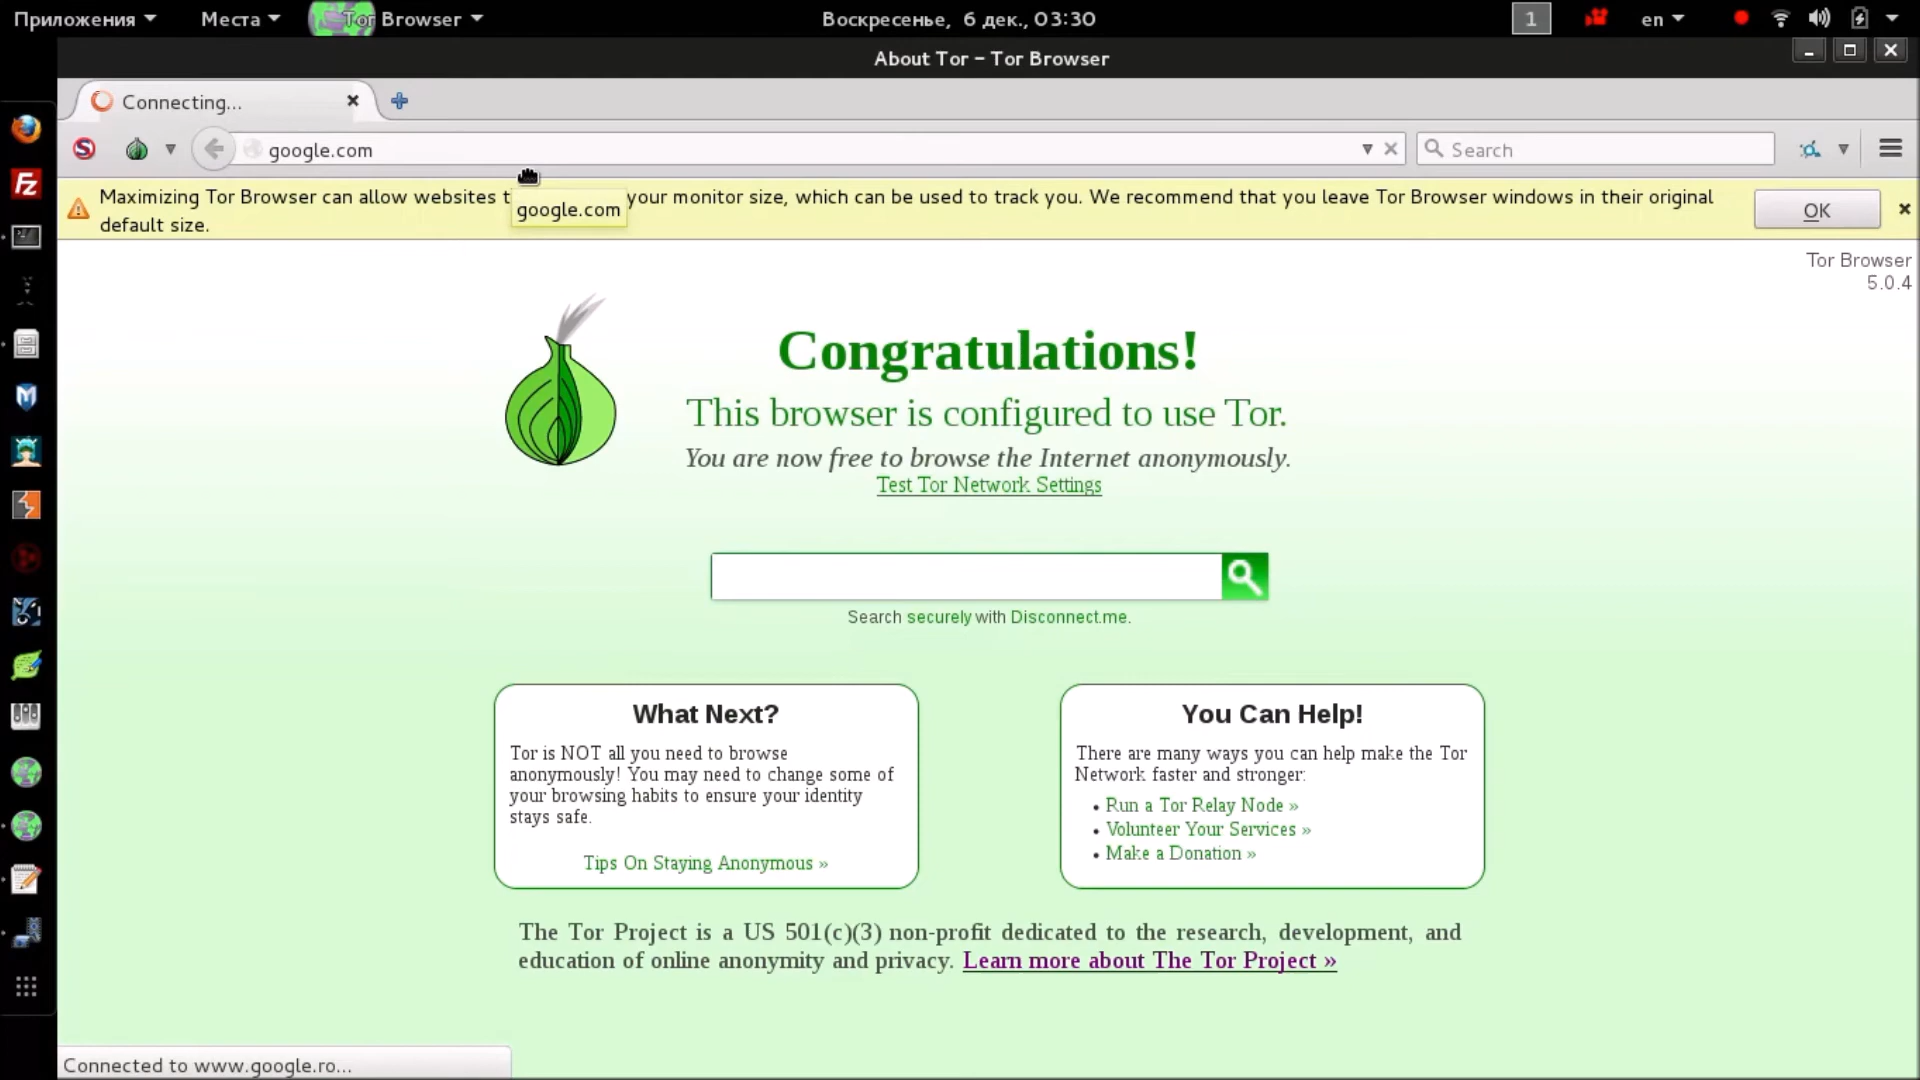 Приложения Места Tor Browser Воскресенье, 6 дек., 03:30 1 en
About Tor – Tor Browser
Connecting...
google.com Search
Maximizing Tor Browser can allow websites t your monitor size, which can be used to track you. We recommend that you leave Tor Browser windows in their original
default size.
google.com
OK
Tor Browser
5.0.4
Congratulations!
This browser is configured to use Tor.
You are now free to browse the Internet anonymously.
Test Tor Network Settings
Search securely with Disconnect.me.
What Next?
Tor is NOT all you need to browse
anonymously! You may need to change some of
your browsing habits to ensure your identity
stays safe.
Tips On Staying Anonymous »
You Can Help!
There are many ways you can help make the Tor
Network faster and stronger:
• Run a Tor Relay Node »
• Volunteer Your Services »
• Make a Donation »
The Tor Project is a US 501(c)(3) non-profit dedicated to the research, development, and
education of online anonymity and privacy. Learn more about The Tor Project »
Connected to www.google.ro...